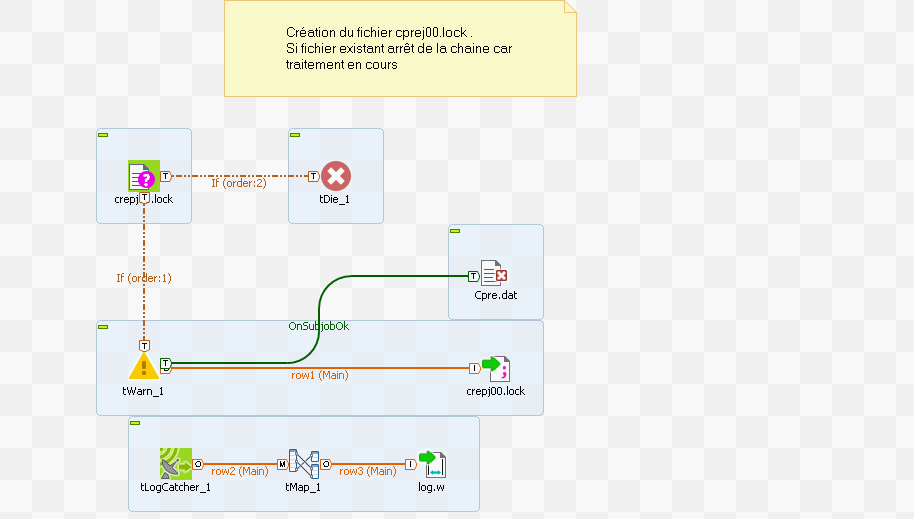 Création du fichier cprej00.lock .
Si fichier existant arrêt de la chaine car
traitement en cours
T
If (order:2)
T
.lock
T
tDie_1
If (order:1)
T
Cpre.dat
OnSubjobOk
T
T
row1 (Main)
I
tWarn_1
crepj00.lock
O
row2 (Main)
M
O
row3 (Main)
I
tLogCatcher_1
tMap_1
log.w